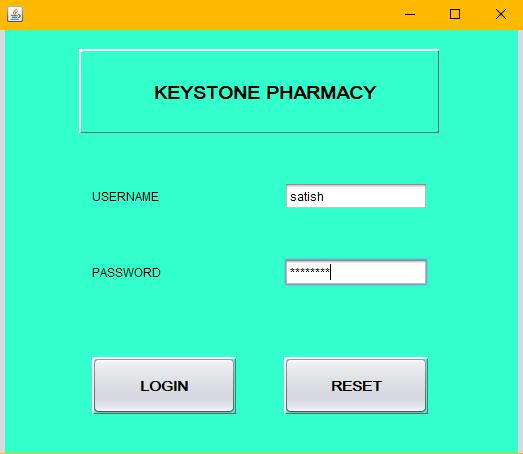 KEYSTONE PHARMACY
USERNAME satish
PASSWORD ********
LOGIN RESET